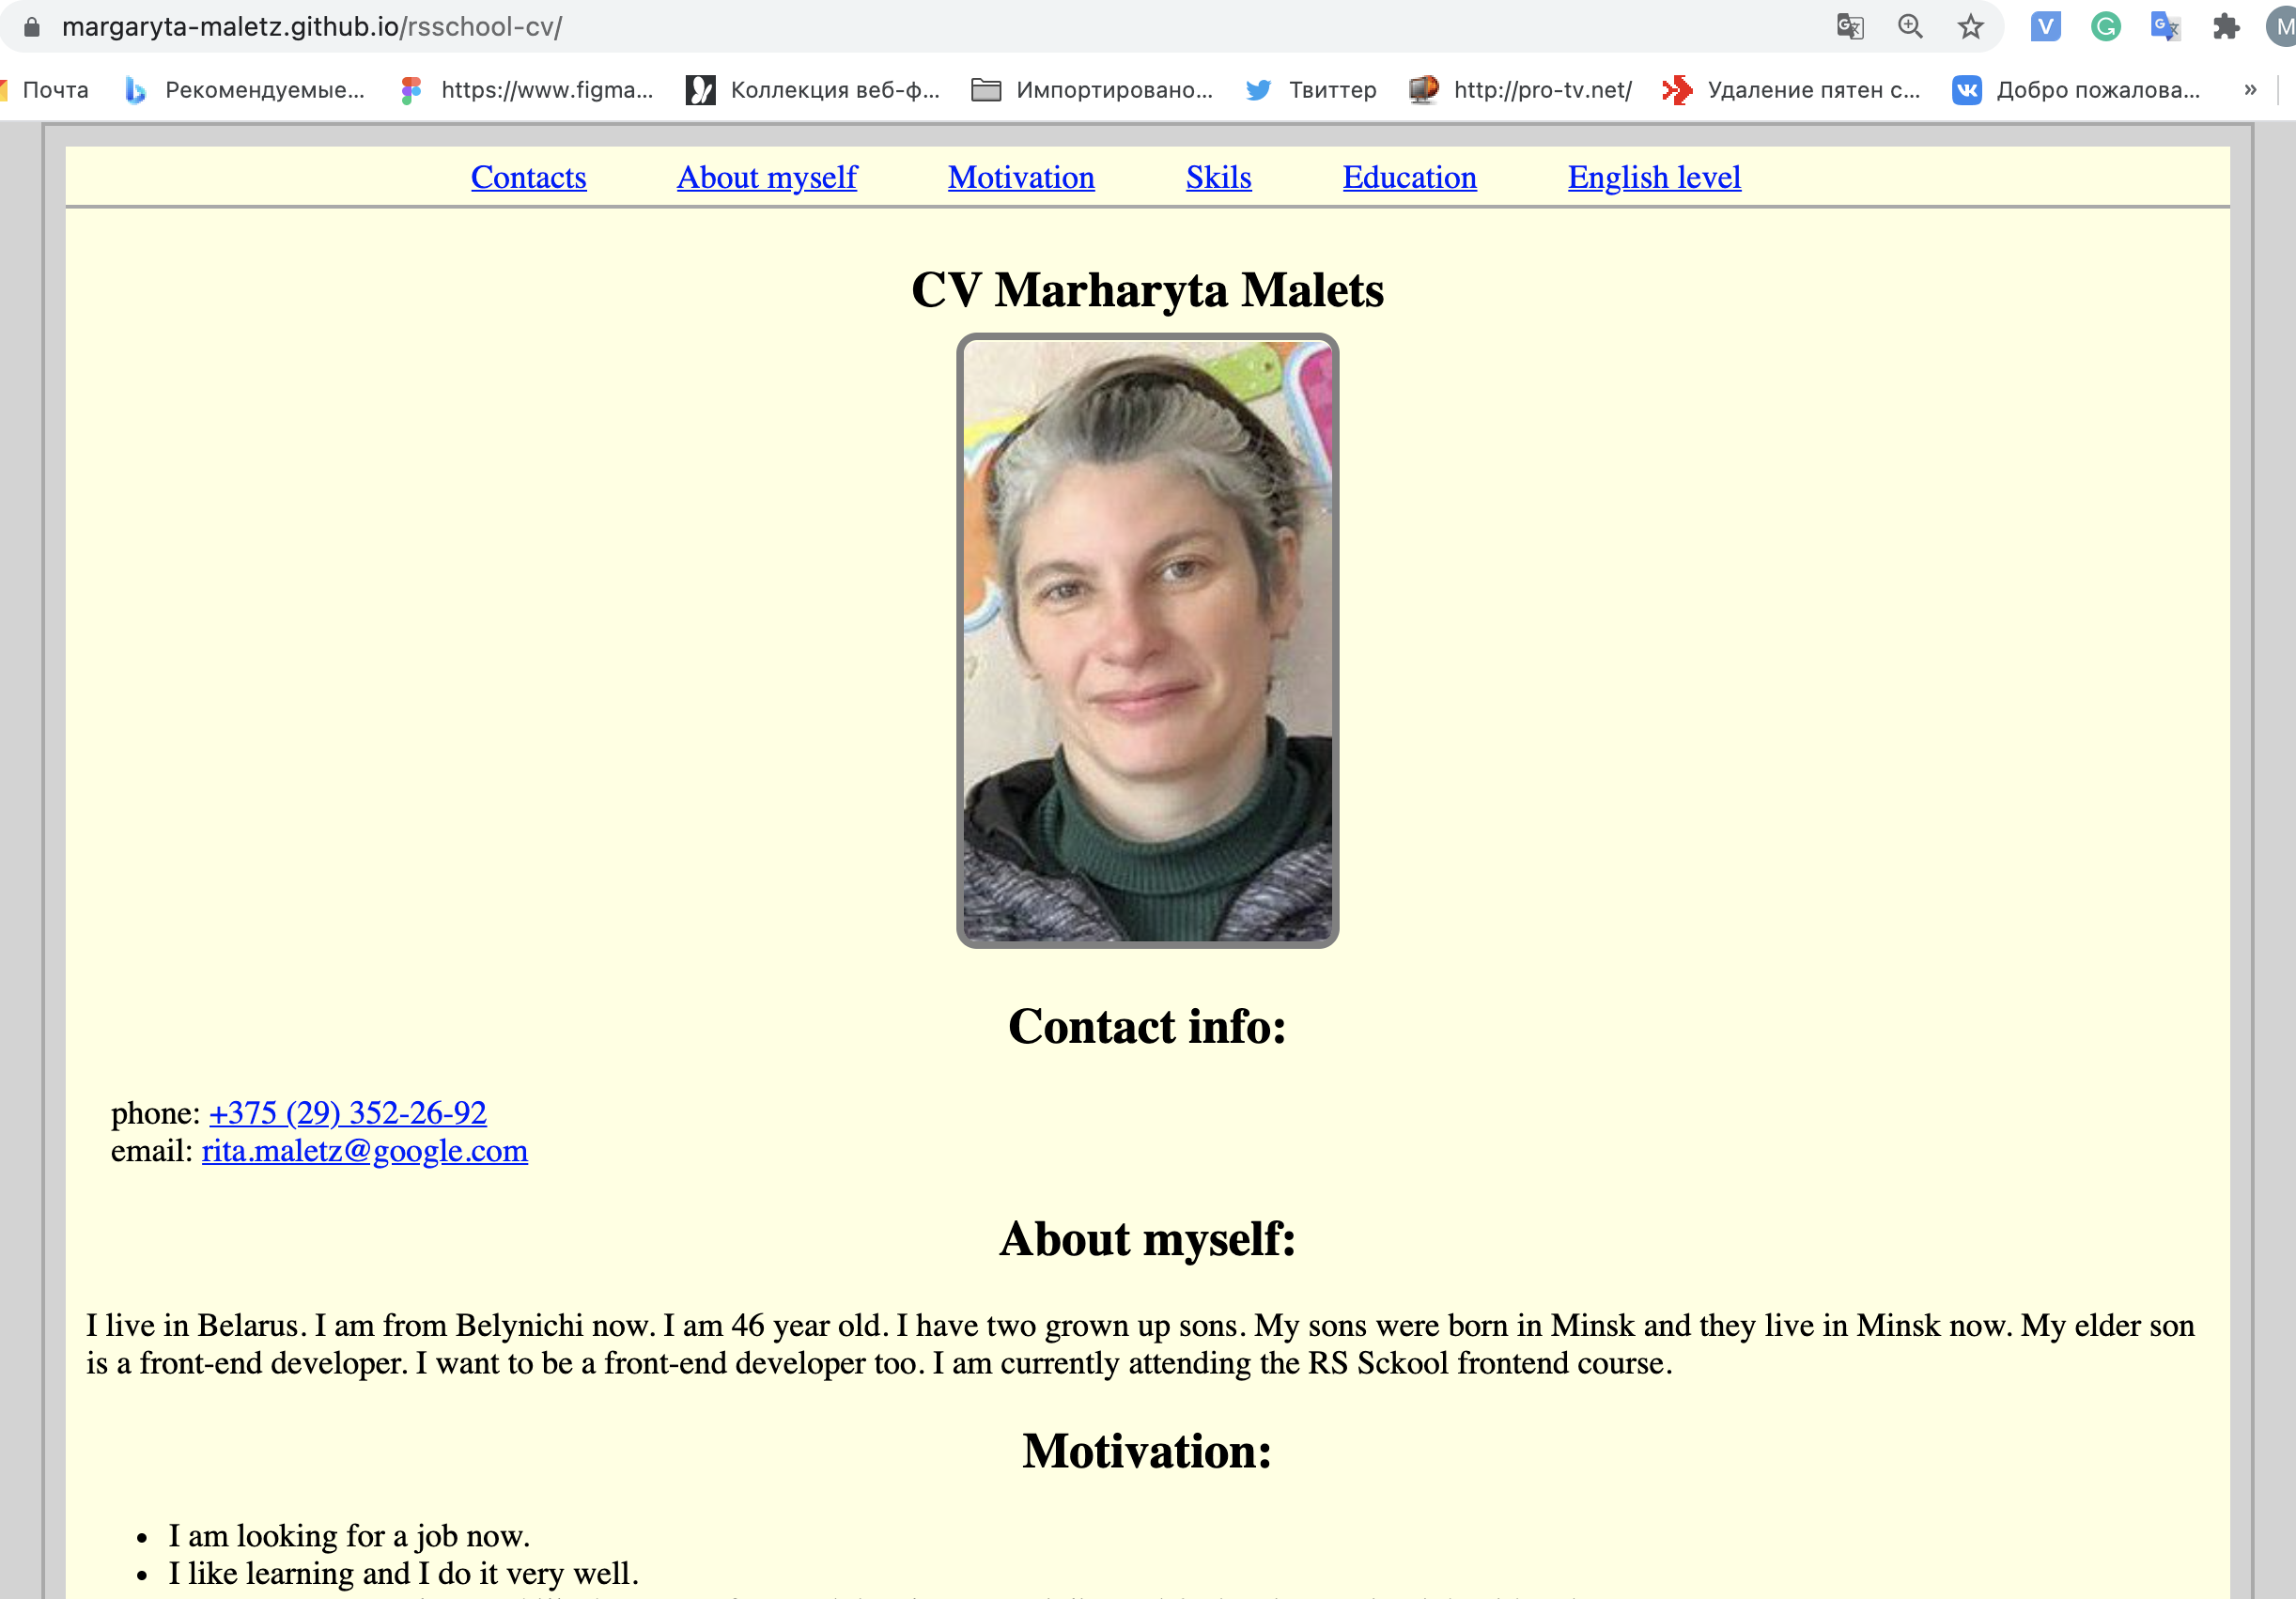 margaryta-maletz.github.io/rsschool-cv/
Почта Рекомендуемые... https://www.figma... Коллекция веб-ф... Импортировано... Твиттер http://pro-tv.net/ Удаление пятен с... Добро пожалова... »
Contacts About myself Motivation Skils Education English level
CV Marharyta Malets
Contact info:
phone: +375 (29) 352-26-92
email: rita.maletz@google.com
About myself:
I live in Belarus. I am from Belynichi now. I am 46 year old. I have two grown up sons. My sons were born in Minsk and they live in Minsk now. My elder son
is a front-end developer. I want to be a front-end developer too. I am currently attending the RS Sckool frontend course.
Motivation:
• I am looking for a job now.
• I like learning and I do it very well.